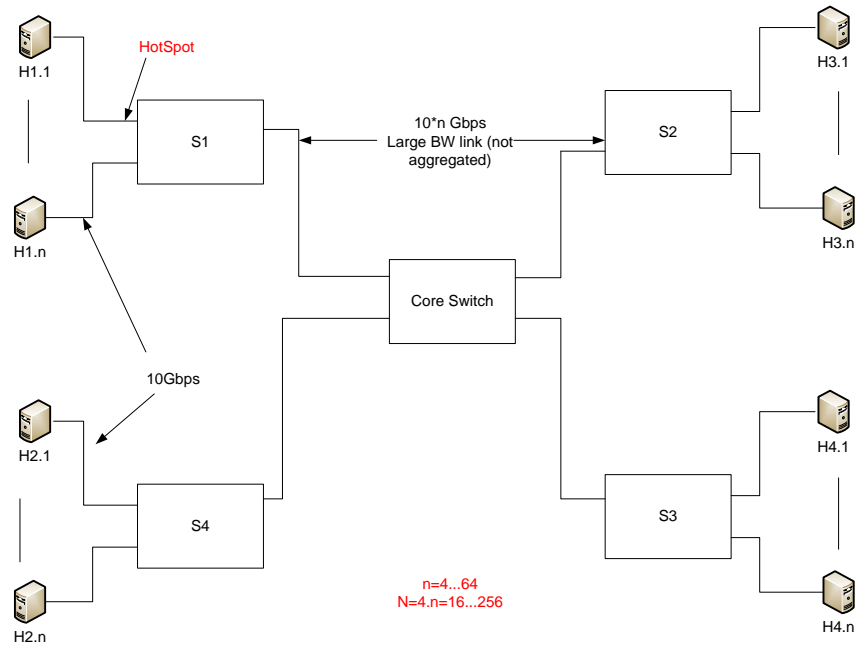 H1.1
HotSpot
H3.1
S1
10*n Gbps
Large BW link (not
aggregated)
S2
H1.n
H3.n
Core Switch
10Gbps
H2.1
H4.1
S4
S3
n=4...64
N=4.n=16...256
H2.n
H4.n